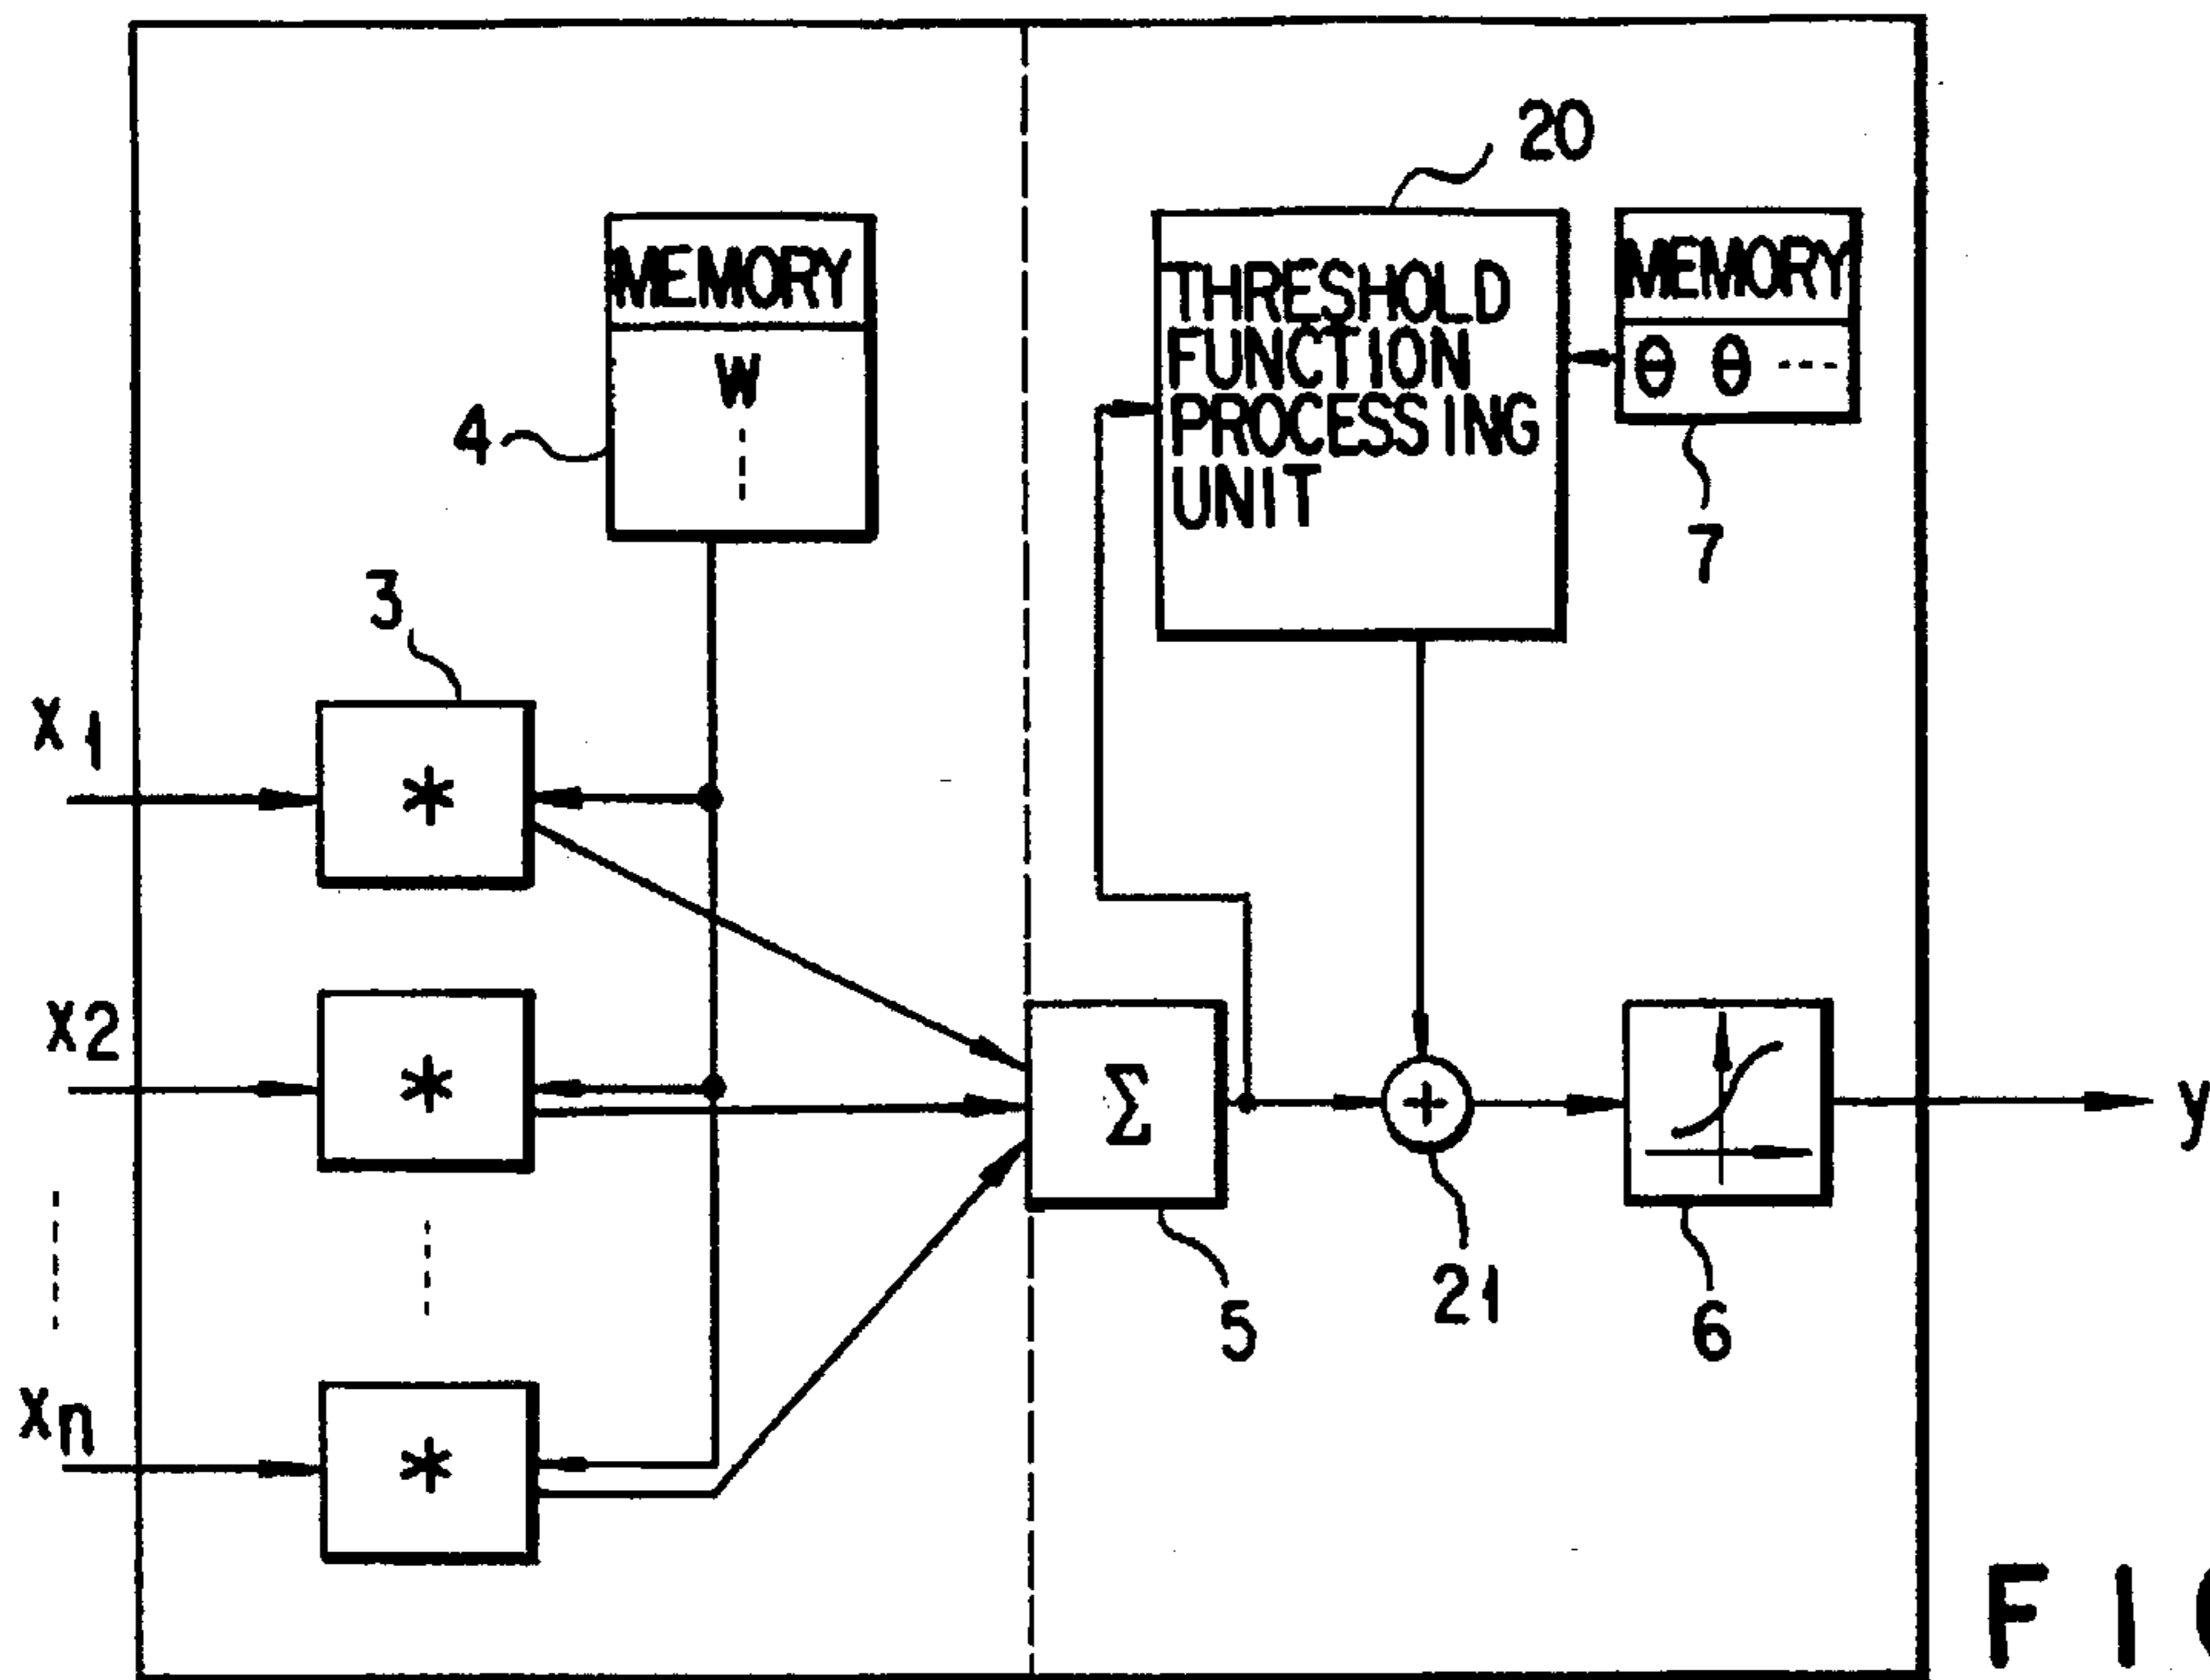 20
MEMORY
W
4
THRESHOLD
FUNCTION
PROCESSING
UNIT
MEMORY
θ θ ---
7
3
X1
*
X2
*
Σ
+
y
5
21
6
Xn
*